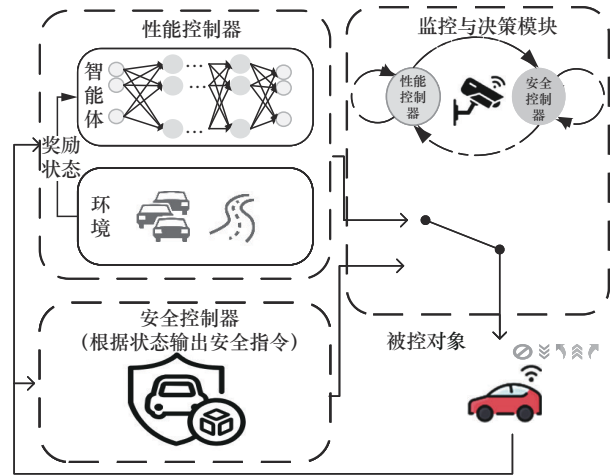 性能控制器
智
能
体
奖励
状态
环
境
监控与决策模块
性能
控制
器
安全
控制
器
安全控制器
（根据状态输出安全指令）
被控对象